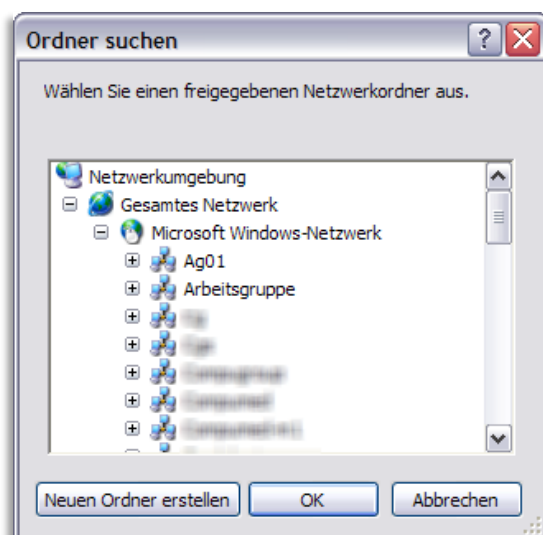 Ordner suchen
Wählen Sie einen freigegebenen Netzwerkordner aus.
Netzwerkumgebung
Gesamtes Netzwerk
Microsoft Windows-Netzwerk
Ag01
Arbeitsgruppe
Neuen Ordner erstellen OK Abbrechen